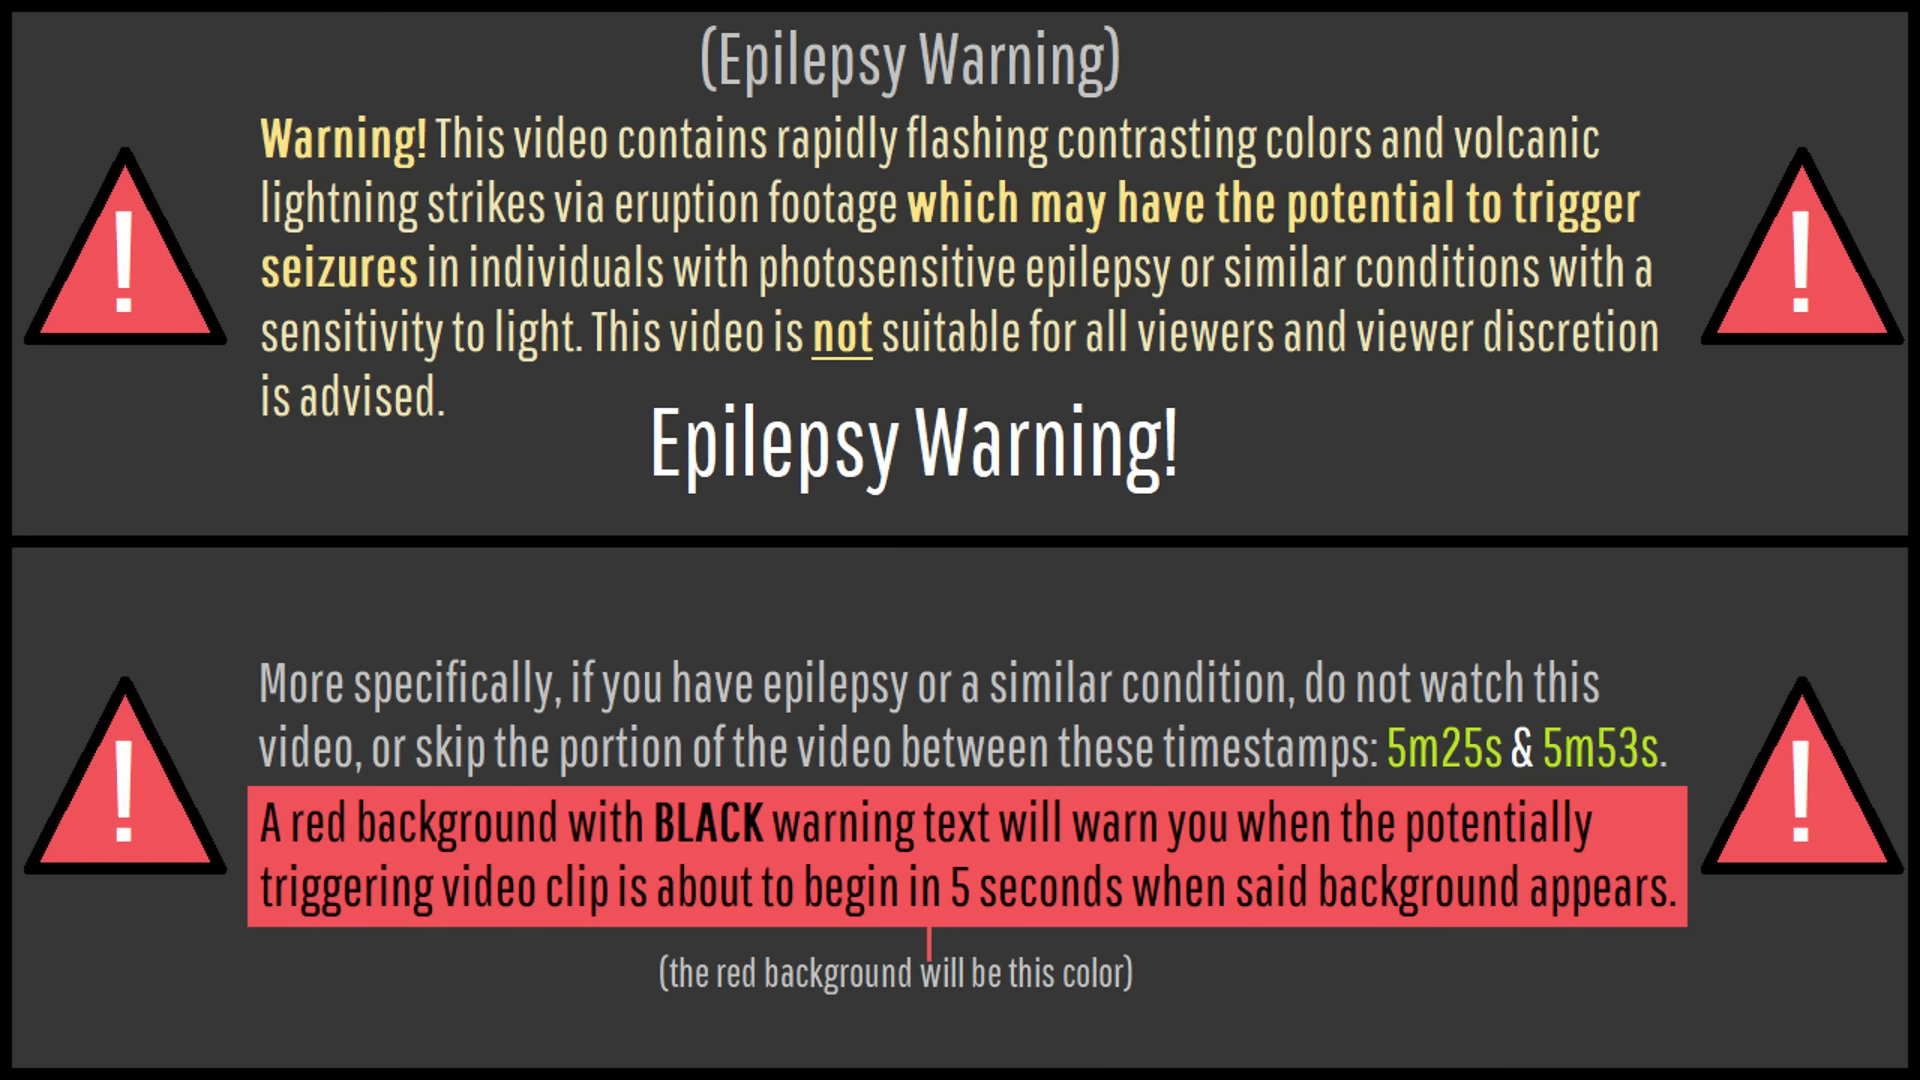 (Epilepsy Warning)
Warning! This video contains rapidly flashing contrasting colors and volcanic
lightning strikes via eruption footage which may have the potential to trigger
seizures in individuals with photosensitive epilepsy or similar conditions with a
sensitivity to light. This video is not suitable for all viewers and viewer discretion
is advised.
Epilepsy Warning!
!
!
More specifically, if you have epilepsy or a similar condition, do not watch this
video, or skip the portion of the video between these timestamps: 5m25s & 5m53s.
A red background with BLACK warning text will warn you when the potentially
triggering video clip is about to begin in 5 seconds when said background appears.
(the red background will be this color)
!
!